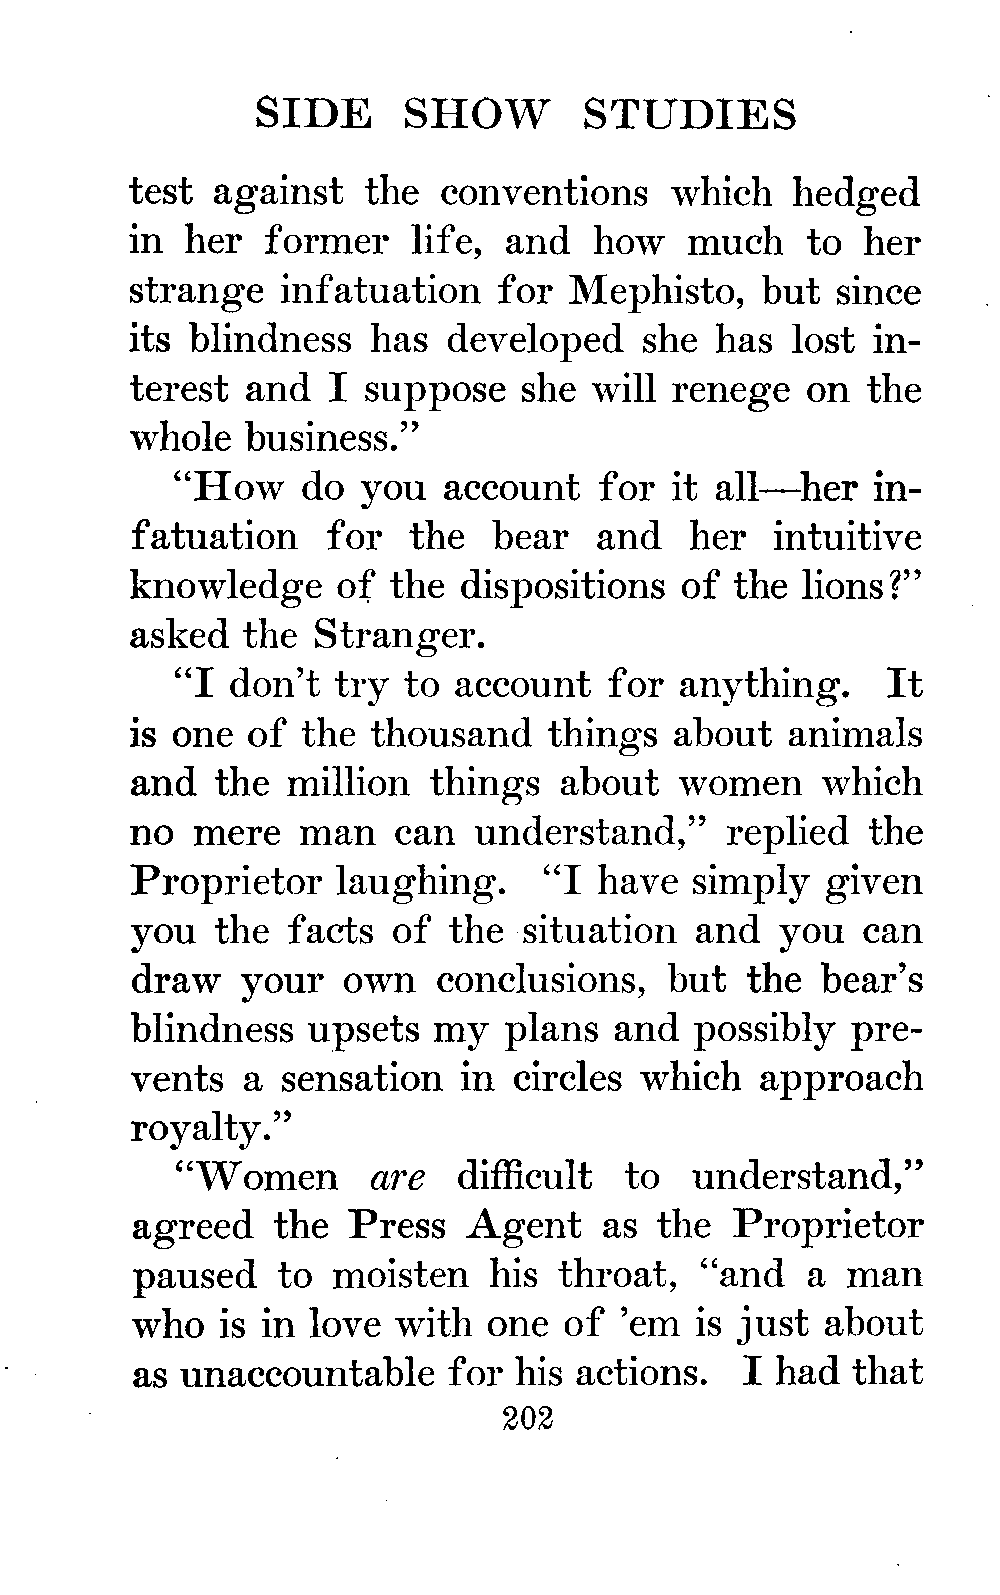 SIDE SHOW STUDIES
test against the conventions which hedged
in her former life, and how much to her
strange infatuation for Mephisto, but since
its blindness has developed she has lost in-
terest and I suppose she will renege on the
whole business.”
“How do you account for it all—her in-
fatuation for the bear and her intuitive
knowledge of the dispositions of the lions?”
asked the Stranger.
“I don’t try to account for anything. It
is one of the thousand things about animals
and the million things about women which
no mere man can understand,” replied the
Proprietor laughing. “I have simply given
you the facts of the situation and you can
draw your own conclusions, but the bear’s
blindness upsets my plans and possibly pre-
vents a sensation in circles which approach
royalty.”
“Women are difficult to understand,”
agreed the Press Agent as the Proprietor
paused to moisten his throat, “and a man
who is in love with one of ’em is just about
as unaccountable for his actions. I had that
202